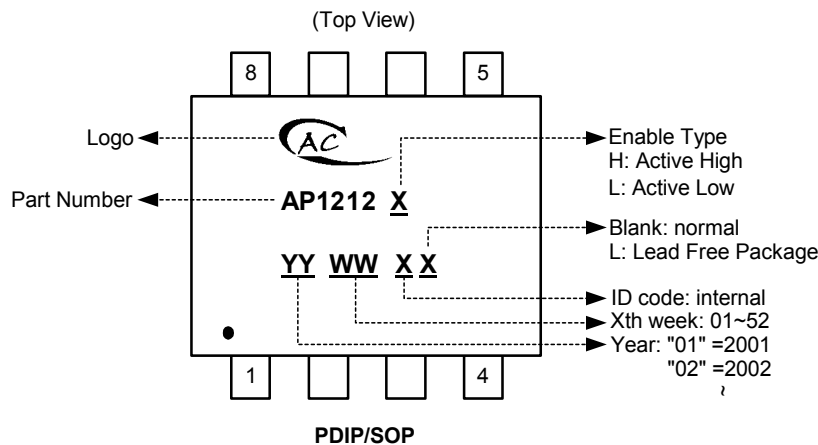 (Top View)
8
5
Logo
AC
Enable Type
H: Active High
L: Active Low
Part Number
AP1212 X
Blank: normal
L: Lead Free Package
YY WW X X
ID code: internal
Xth week: 01~52
Year: "01" =2001
"02" =2002
~
1
4
PDIP/SOP